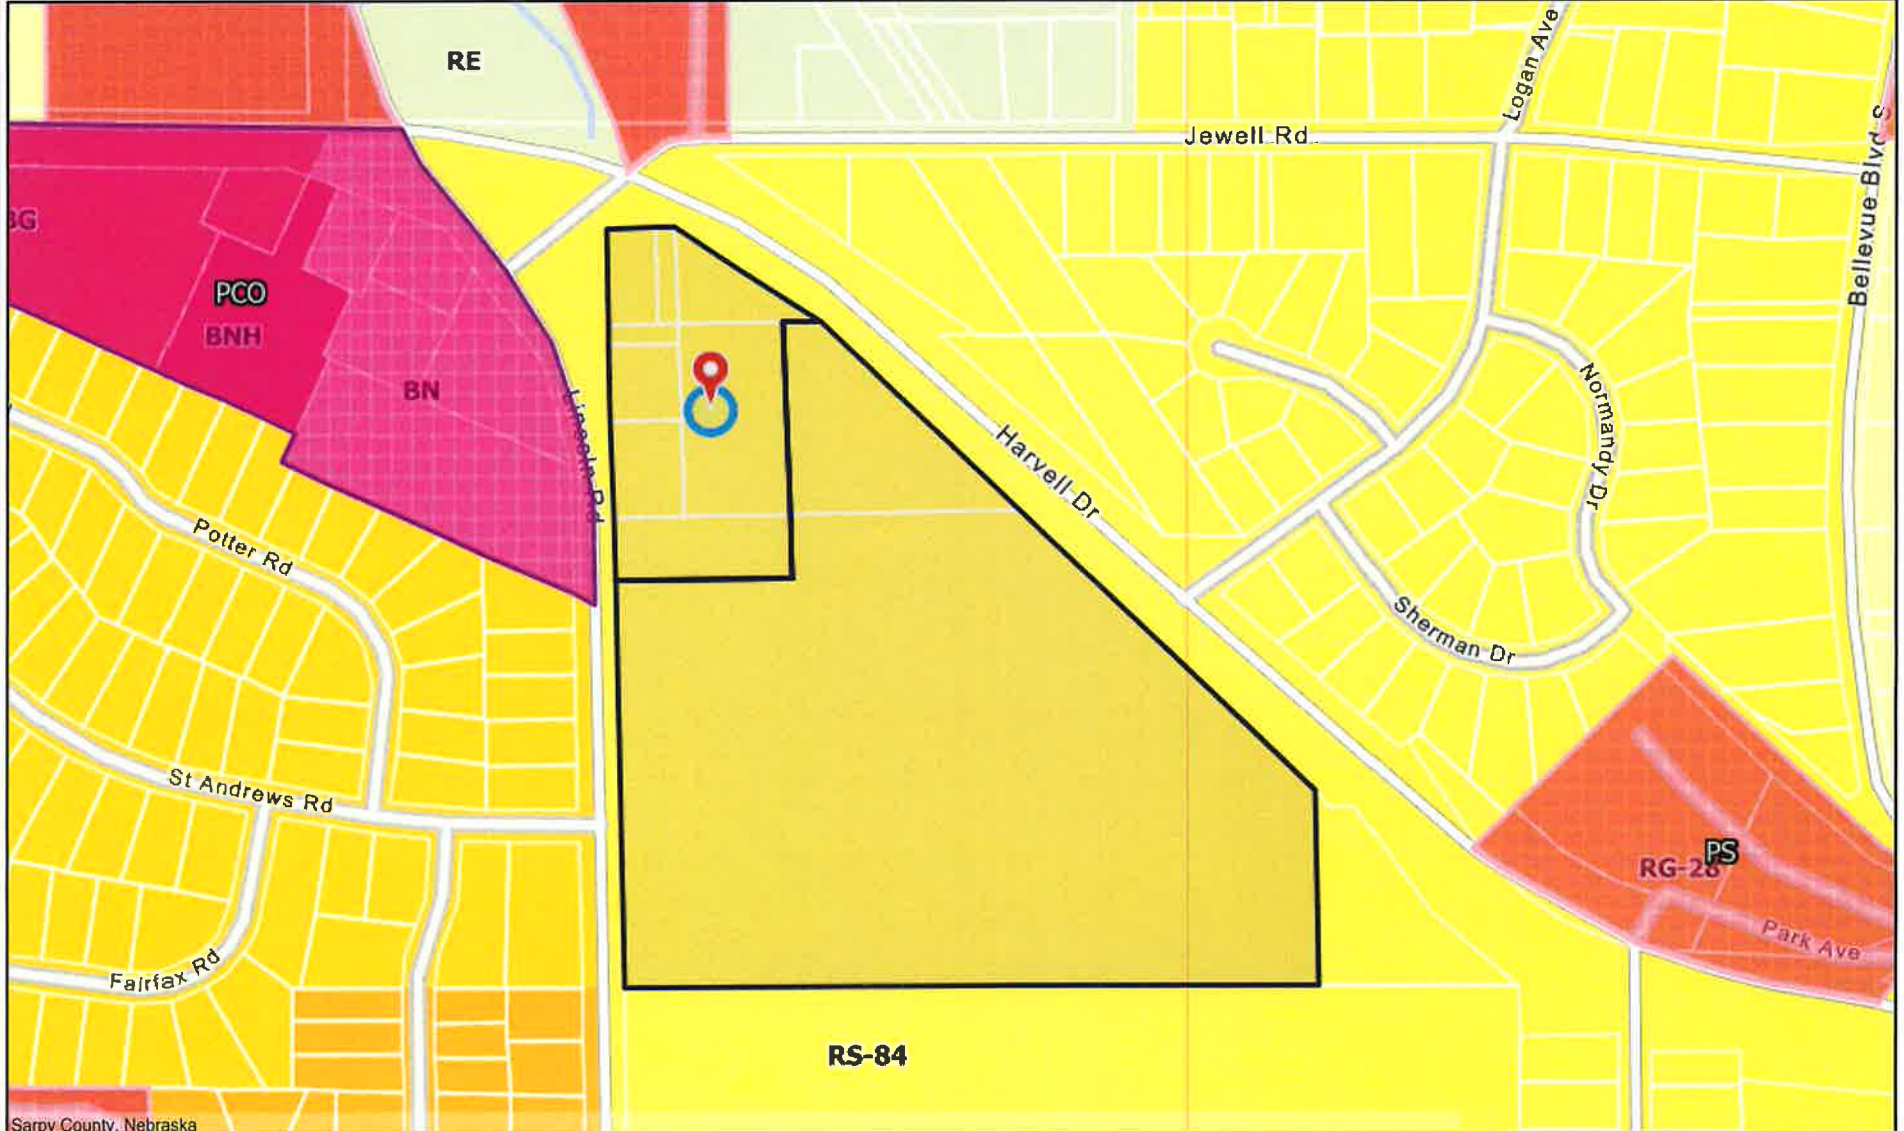 Logan Ave
RE
Jewell Rd
Bellevue Blvd S
BG
PCO
BNH
BN
Lincoln Rd
Normandy Dr
Harvell Dr
Potter Rd
Sherman Dr
St Andrews Rd
PS
RG-28
Park Ave
Fairfax Rd
RS-84
Sarpy County, Nebraska